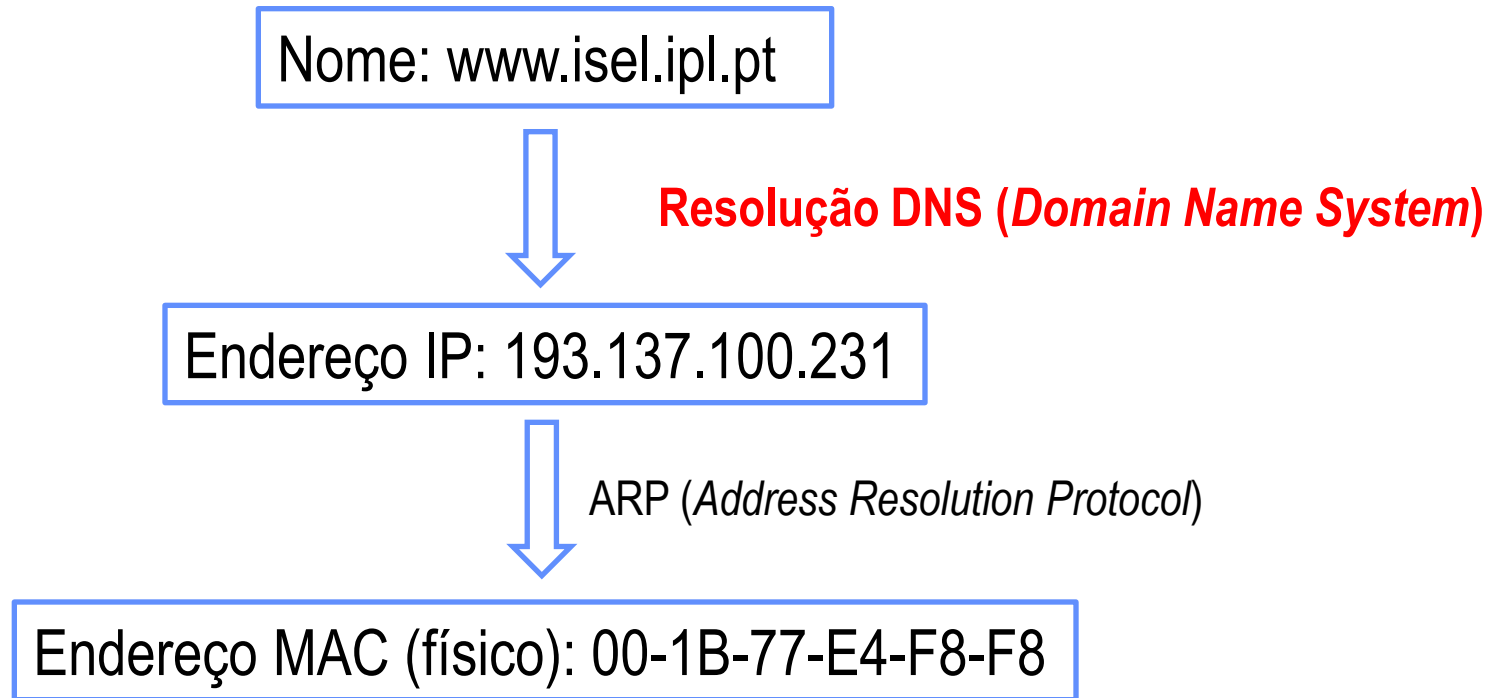 Nome: www.isel.ipl.pt
Resolução DNS (Domain Name System)
Endereço IP: 193.137.100.231
ARP (Address Resolution Protocol)
Endereço MAC (físico): 00-1B-77-E4-F8-F8